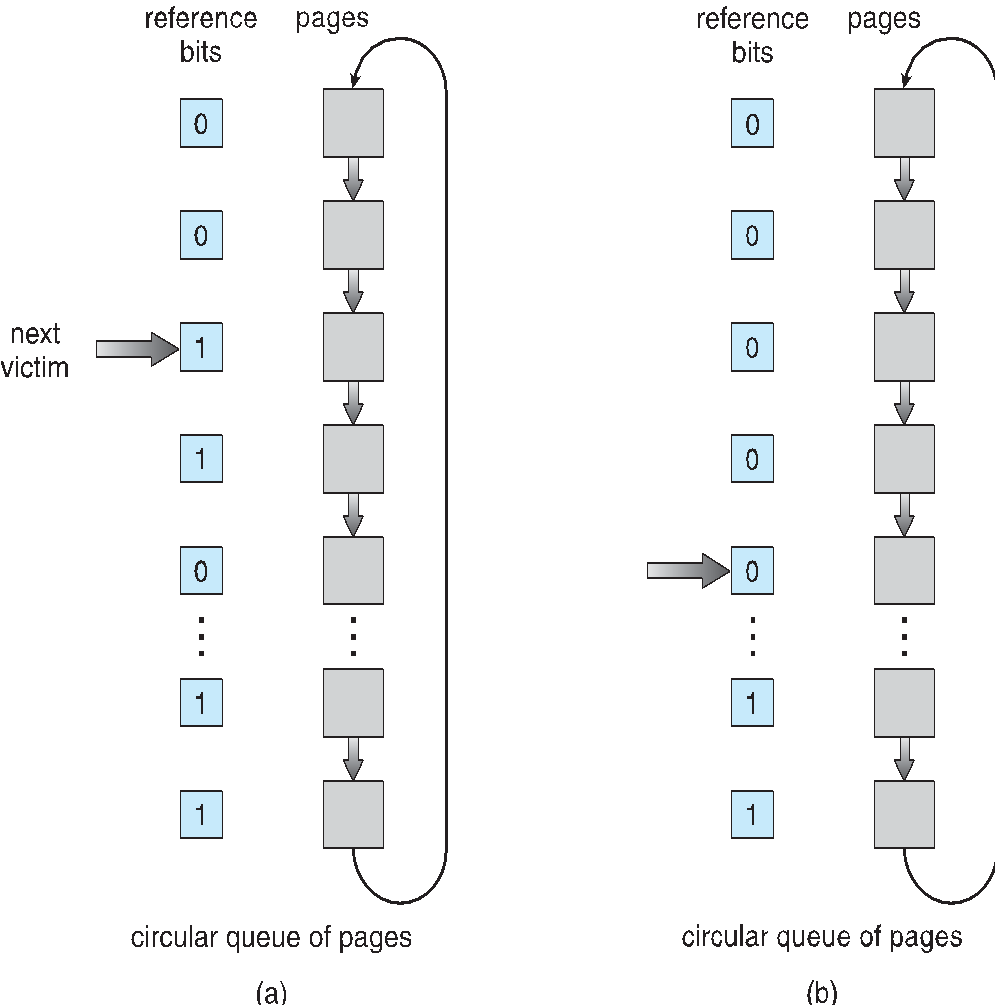 reference pages
bits
0
0
next
victim
1
1
0
1
1
circular queue of pages
(a)
reference pages
bits
0
0
0
0
0
1
1
circular queue of pages
(b)